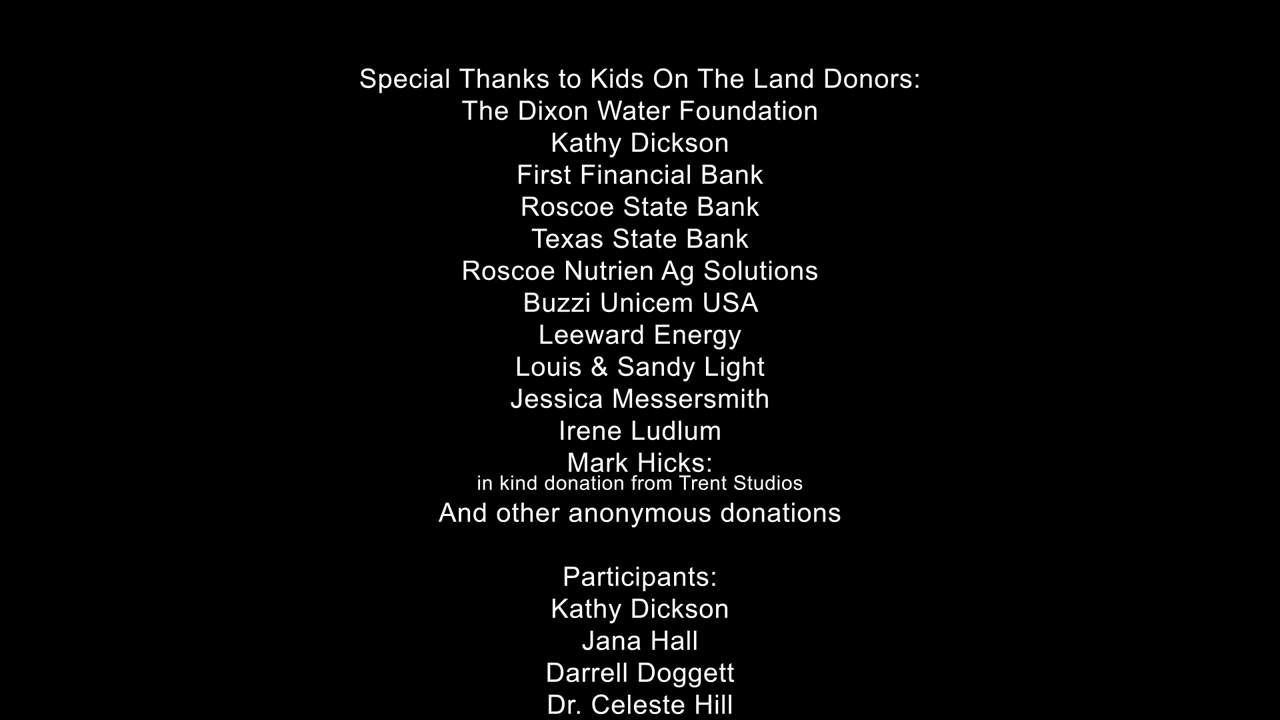 Special Thanks to Kids On The Land Donors:
The Dixon Water Foundation
Kathy Dickson
First Financial Bank
Roscoe State Bank
Texas State Bank
Roscoe Nutrien Ag Solutions
Buzzi Unicem USA
Leeward Energy
Louis & Sandy Light
Jessica Messersmith
Irene Ludlum
Mark Hicks:
in kind donation from Trent Studios
And other anonymous donations
Participants:
Kathy Dickson
Jana Hall
Darrell Doggett
Dr. Celeste Hill